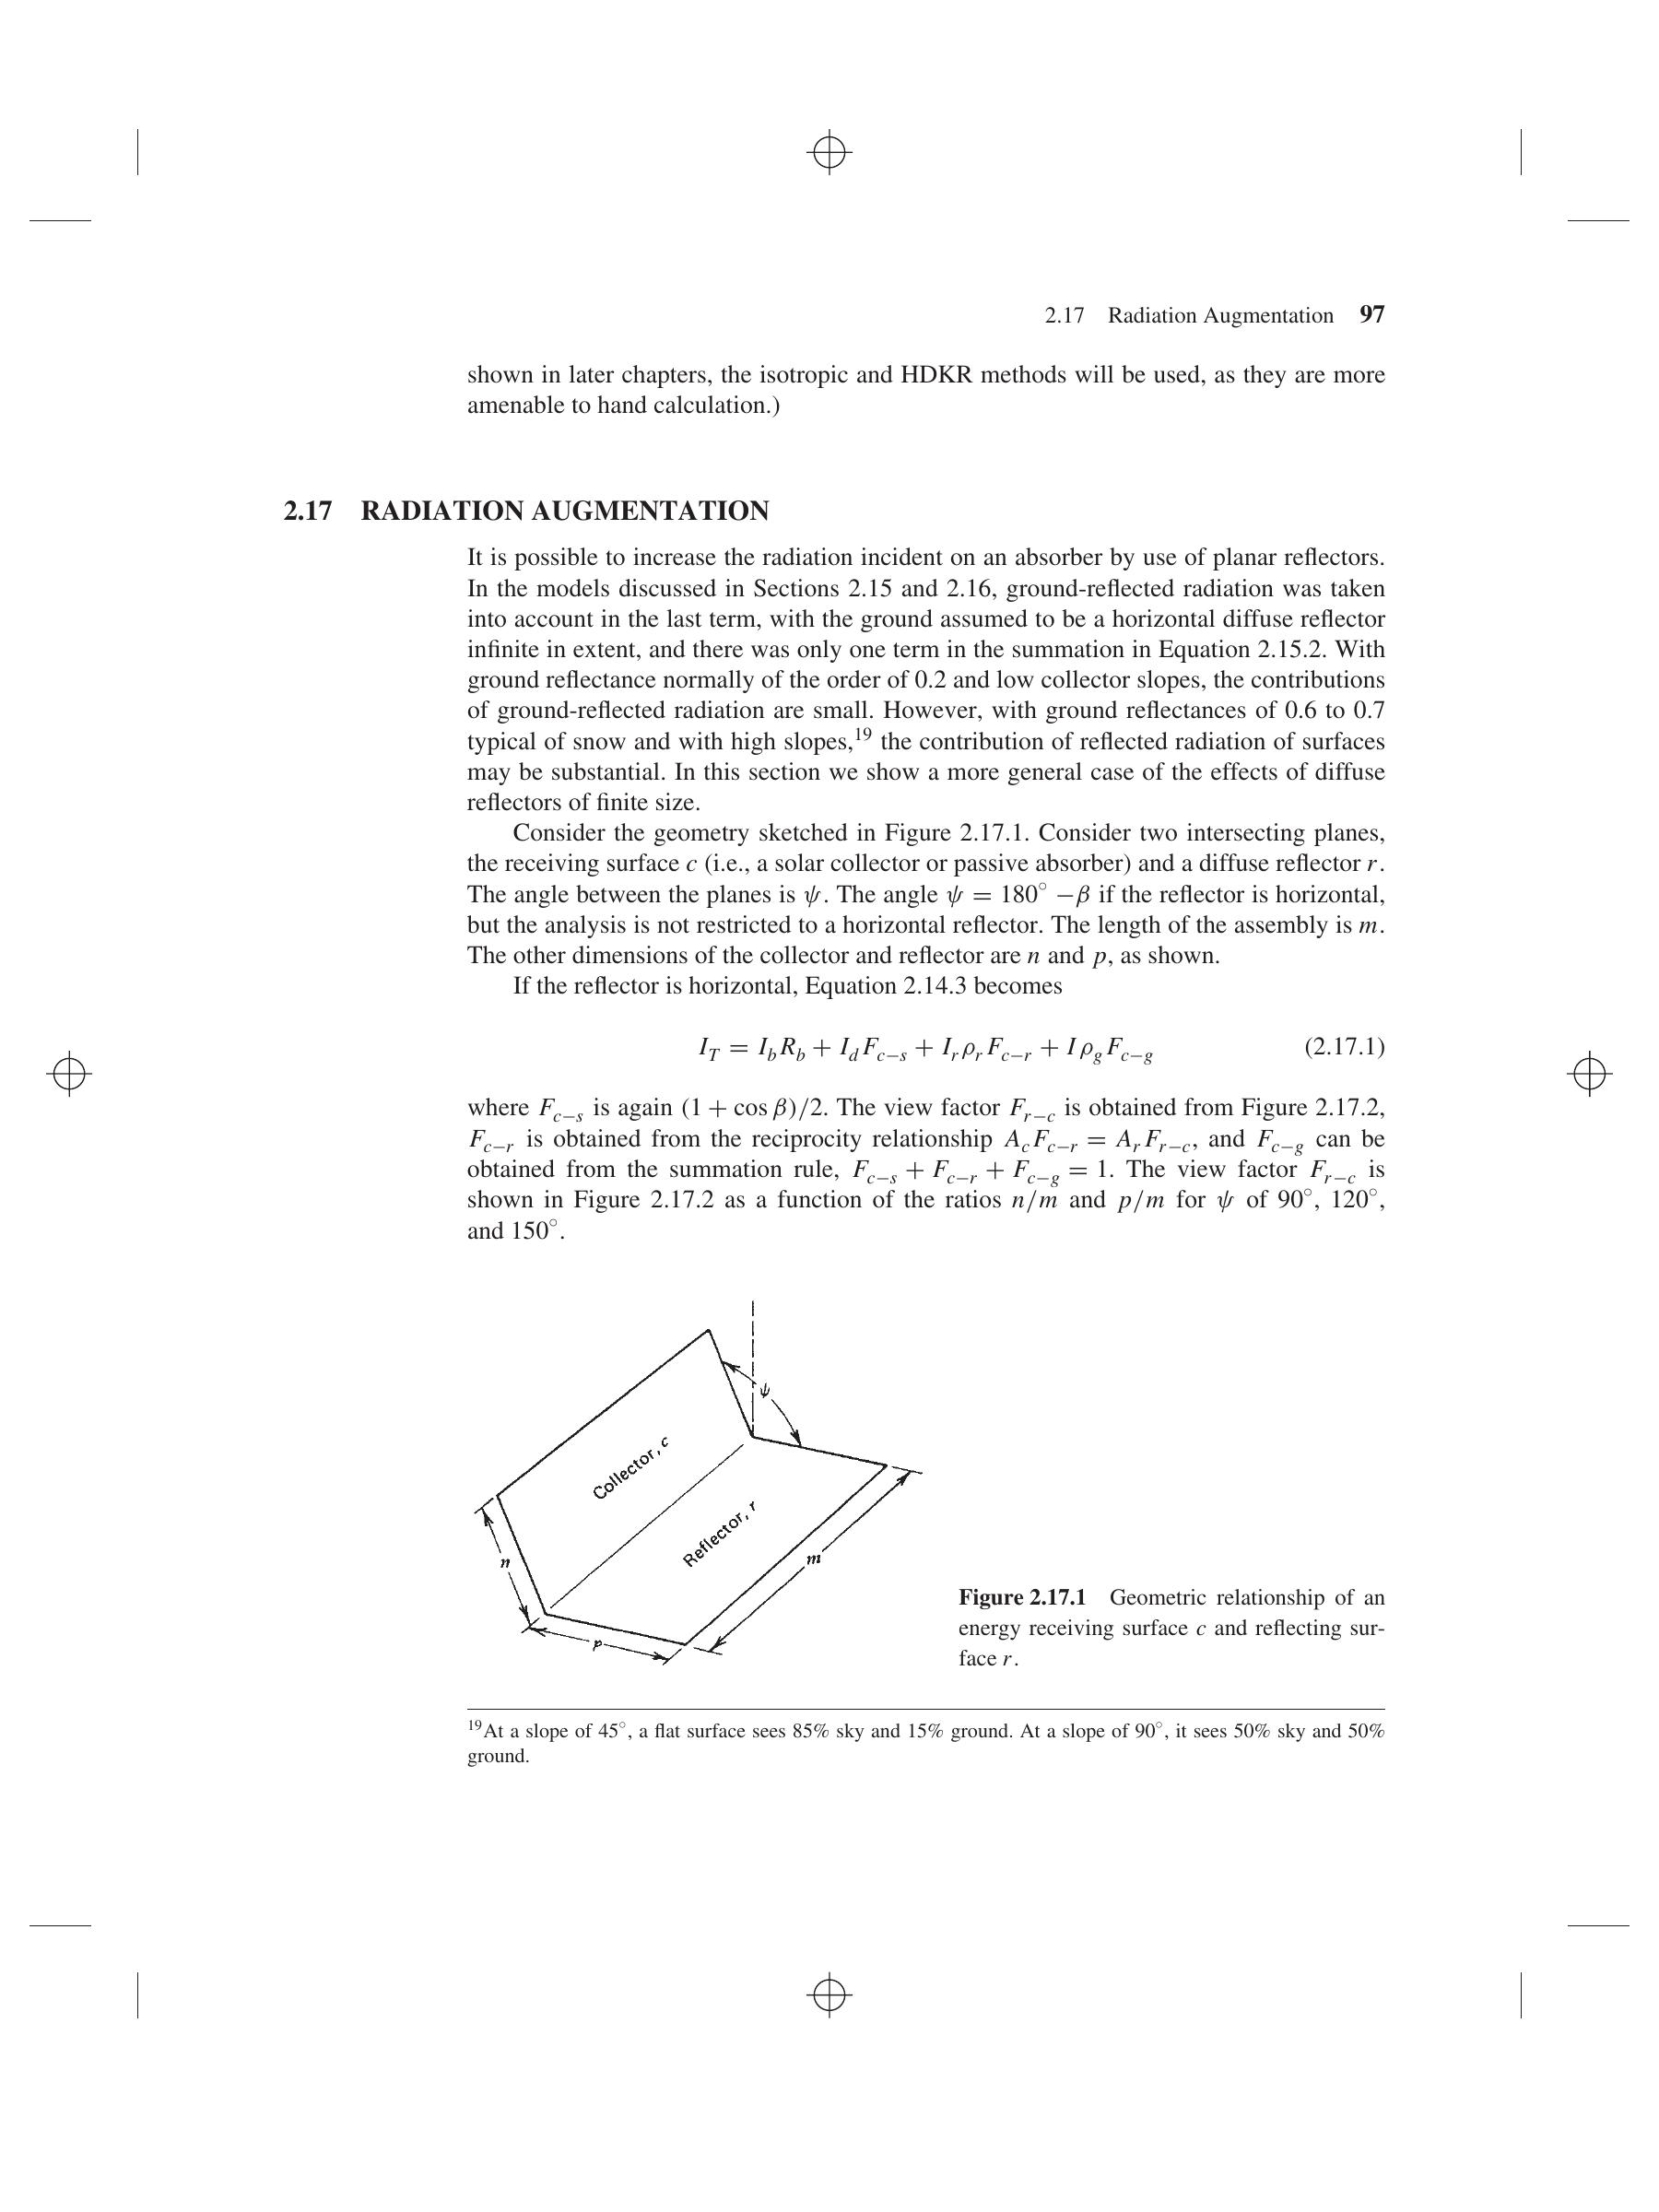 2.17 Radiation Augmentation 97
shown in later chapters, the isotropic and HDKR methods will be used, as they are more
amenable to hand calculation.)
2.17 RADIATION AUGMENTATION
It is possible to increase the radiation incident on an absorber by use of planar reflectors.
In the models discussed in Sections 2.15 and 2.16, ground-reflected radiation was taken
into account in the last term, with the ground assumed to be a horizontal diffuse reflector
infinite in extent, and there was only one term in the summation in Equation 2.15.2. With
ground reflectance normally of the order of 0.2 and low collector slopes, the contributions
of ground-reflected radiation are small. However, with ground reflectances of 0.6 to 0.7
typical of snow and with high slopes,¹⁹ the contribution of reflected radiation of surfaces
may be substantial. In this section we show a more general case of the effects of diffuse
reflectors of finite size.
Consider the geometry sketched in Figure 2.17.1. Consider two intersecting planes,
the receiving surface c (i.e., a solar collector or passive absorber) and a diffuse reflector r.
The angle between the planes is ψ. The angle ψ = 180° −β if the reflector is horizontal,
but the analysis is not restricted to a horizontal reflector. The length of the assembly is m.
The other dimensions of the collector and reflector are n and p, as shown.
If the reflector is horizontal, Equation 2.14.3 becomes
I_T = I_b R_b + I_d F_{c−s} + I_r ρ_r F_{c−r} + I ρ_g F_{c−g} (2.17.1)
where F_{c−s} is again (1 + cos β)/2. The view factor F_{r−c} is obtained from Figure 2.17.2,
F_{c−r} is obtained from the reciprocity relationship A_c F_{c−r} = A_r F_{r−c}, and F_{c−g} can be
obtained from the summation rule, F_{c−s} + F_{c−r} + F_{c−g} = 1. The view factor F_{r−c} is
shown in Figure 2.17.2 as a function of the ratios n/m and p/m for ψ of 90°, 120°,
and 150°.
ψ
Collector, c
Reflector, r
n
m
p
Figure 2.17.1 Geometric relationship of an
energy receiving surface c and reflecting sur-
face r.
¹⁹At a slope of 45°, a flat surface sees 85% sky and 15% ground. At a slope of 90°, it sees 50% sky and 50%
ground.